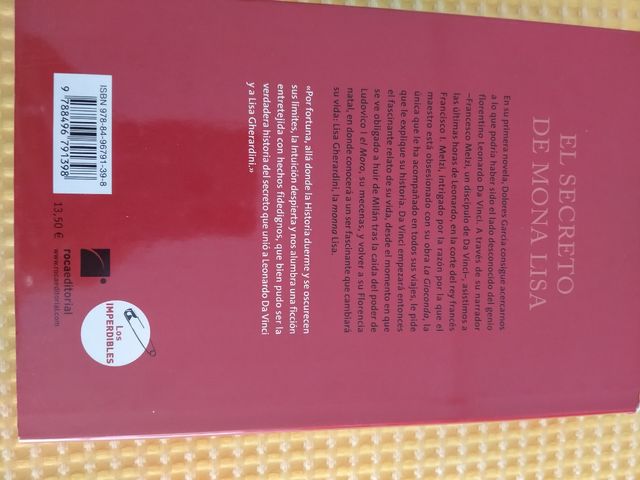 EL SECRETO
DE MONA LISA
En su primera novela, Dolores García consigue acercarnos
a lo que podría haber sido el lado desconocido del genio
florentino Leonardo Da Vinci. A través de su narrador
–Francesco Melzi, un discípulo de Da Vinci–, asistimos a
las últimas horas de Leonardo, en la corte del rey francés
Francisco I. Melzi, intrigado por la razón por la que el
maestro está obsesionado con su obra La Gioconda, la
única que le ha acompañado en todos sus viajes, le pide
que le explique su historia. Da Vinci empezará entonces
el fascinante relato de su vida, desde el momento en que
se ve obligado a huir de Milán tras la caída del poder de
Ludovico I el Moro, su mecenas, y volver a su Florencia
natal, en donde conocerá a un ser fascinante que cambiará
su vida: Lisa Gherardini, la monna Lisa.
«Por fortuna, allá donde la Historia duerme y se oscurecen
sus límites, la Intuición despierta y nos alumbra una ficción
entretejida con hechos fidedignos, que bien pudo ser la
verdadera historia del secreto que unió a Leonardo Da Vinci
y a Lisa Gherardini.»
ISBN 978-84-96791-39-8
9 788496 791398
13,50 €
rocaeditorial
www.rocaeditorial.com
Los
IMPERDIBLES